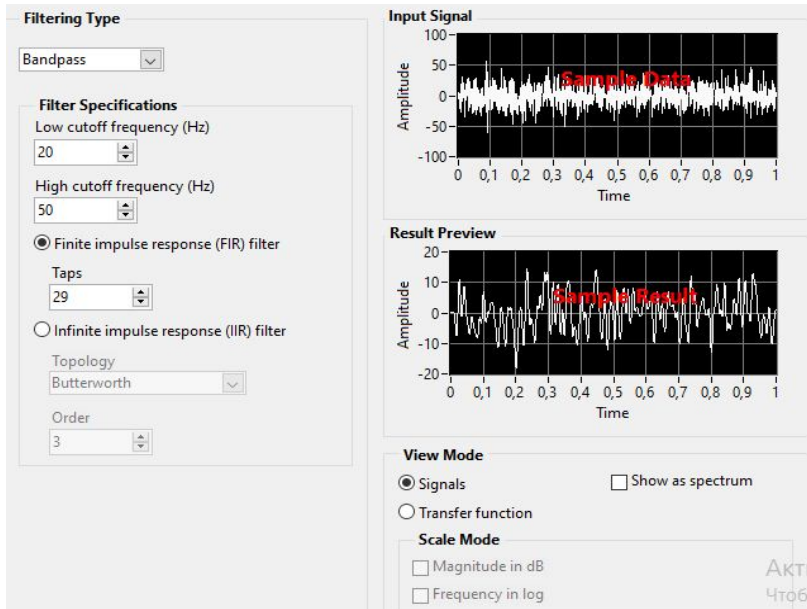 Filtering Type
Bandpass
Filter Specifications
Low cutoff frequency (Hz)
20
High cutoff frequency (Hz)
50
Finite impulse response (FIR) filter
Taps
29
Infinite impulse response (IIR) filter
Topology
Butterworth
Order
3
Input Signal
100
50
0
-50
-100
Amplitude
Sample Data
0 0,1 0,2 0,3 0,4 0,5 0,6 0,7 0,8 0,9 1
Time
Result Preview
20
10
0
-10
-20
Amplitude
Sample Result
0 0,1 0,2 0,3 0,4 0,5 0,6 0,7 0,8 0,9 1
Time
View Mode
Signals
Show as spectrum
Transfer function
Scale Mode
Magnitude in dB
Frequency in log